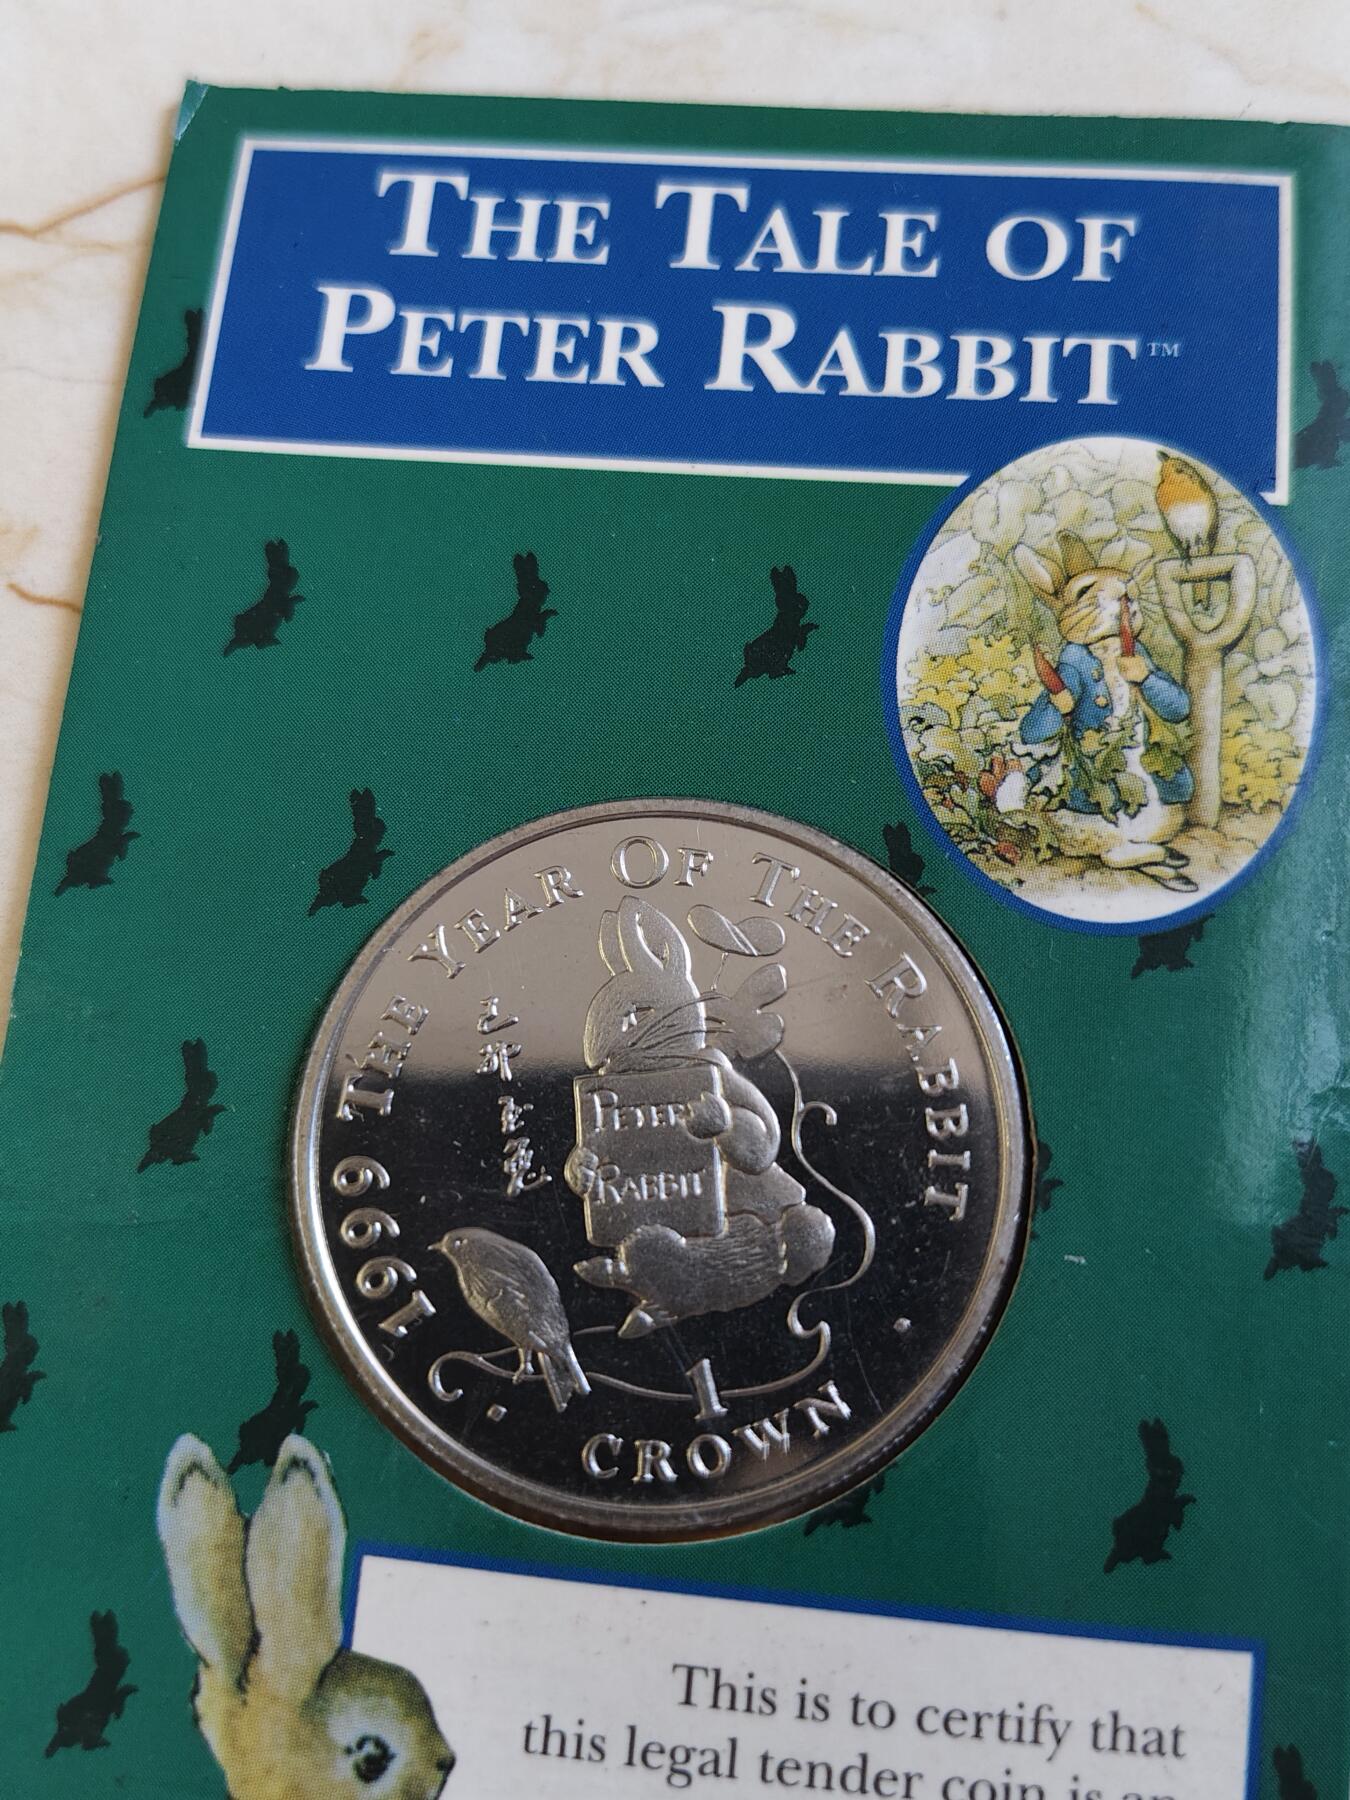 THE TALE OF
PETER RABBIT™
1999 THE YEAR OF THE RABBIT
己卯玉兔
PETER
RABBIT
1
CROWN
This is to certify that
this legal tender coin is an